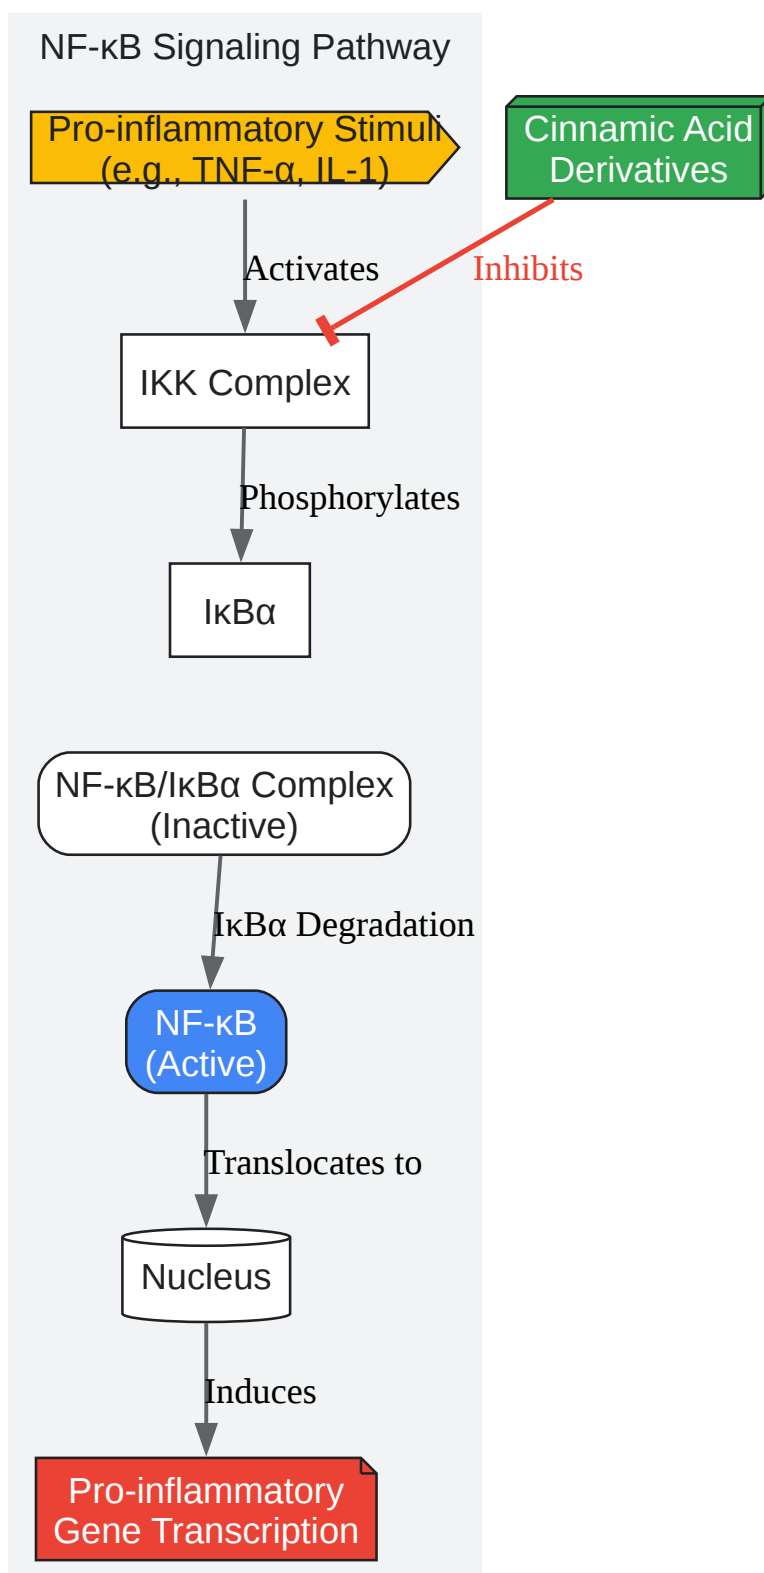 NF-κB Signaling Pathway
Pro-inflammatory Stimuli
(e.g., TNF-α, IL-1)
Cinnamic Acid
Derivatives
Activates
Inhibits
IKK Complex
Phosphorylates
IκBα
NF-κB/IκBα Complex
(Inactive)
IκBα Degradation
NF-κB
(Active)
Translocates to
Nucleus
Induces
Pro-inflammatory
Gene Transcription